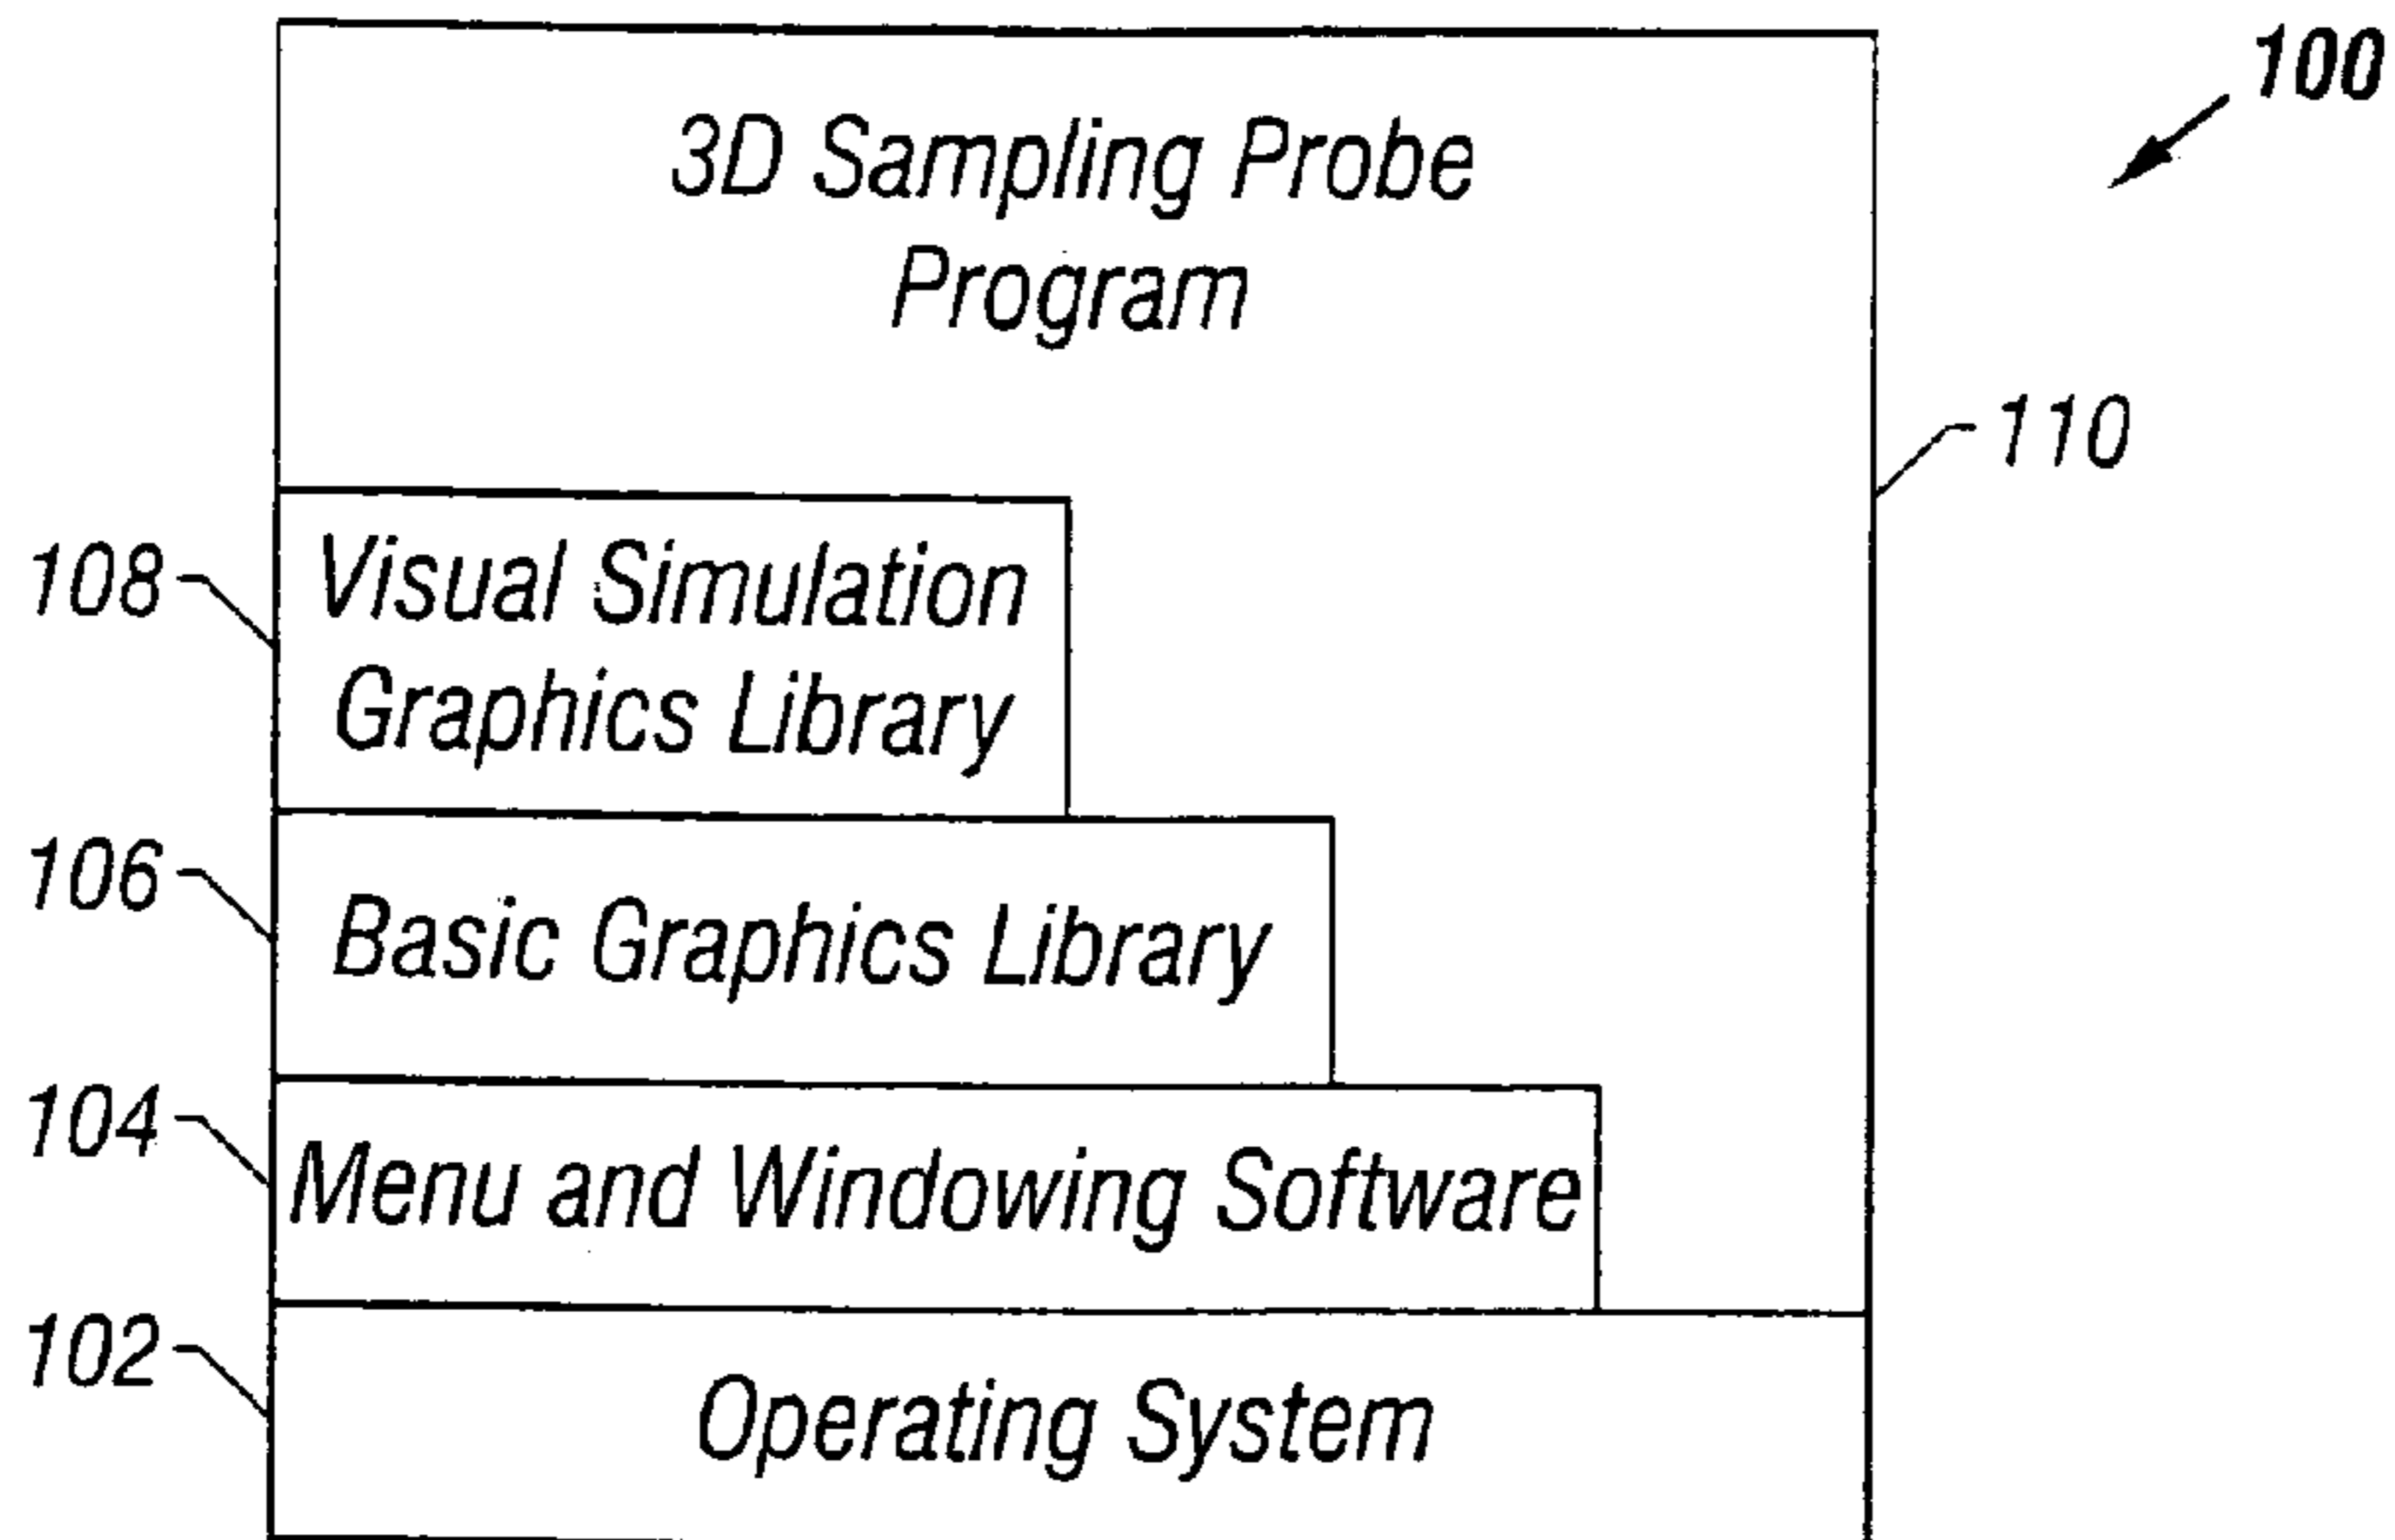 100
3D Sampling Probe
Program
110
108
Visual Simulation
Graphics Library
106
Basic Graphics Library
104
Menu and Windowing Software
102
Operating System